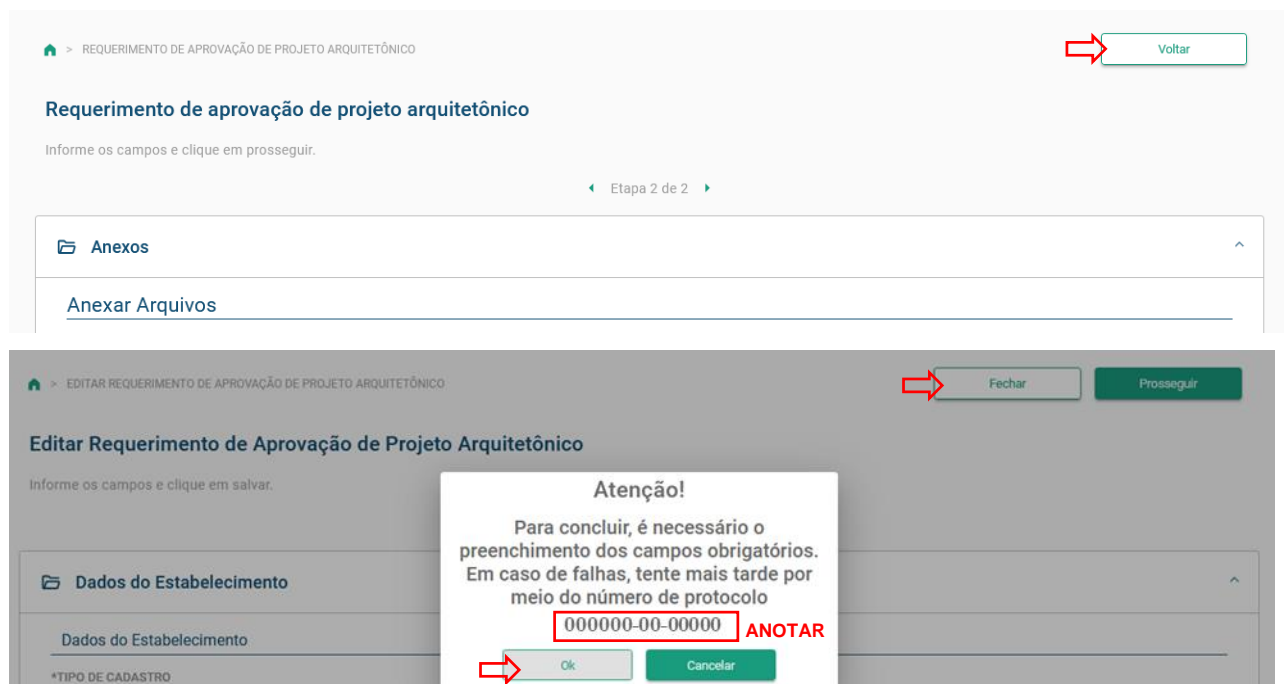 > REQUERIMENTO DE APROVAÇÃO DE PROJETO ARQUITETÔNICO
Voltar
Requerimento de aprovação de projeto arquitetônico
Informe os campos e clique em prosseguir.
Etapa 2 de 2
Anexos
Anexar Arquivos
> EDITAR REQUERIMENTO DE APROVAÇÃO DE PROJETO ARQUITETÔNICO
Fechar
Prosseguir
Editar Requerimento de Aprovação de Projeto Arquitetônico
Informe os campos e clique em salvar.
Atenção!
Para concluir, é necessário o
preenchimento dos campos obrigatórios.
Em caso de falhas, tente mais tarde por
meio do número de protocolo
000000-00-00000 ANOTAR
Ok
Cancelar
Dados do Estabelecimento
Dados do Estabelecimento
*TIPO DE CADASTRO